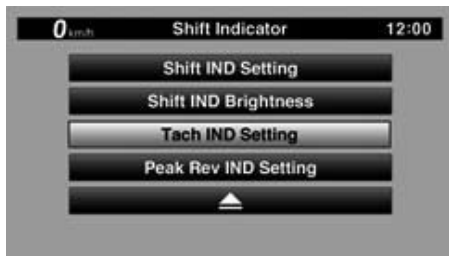 0 km/h Shift Indicator 12:00
Shift IND Setting
Shift IND Brightness
Tach IND Setting
Peak Rev IND Setting